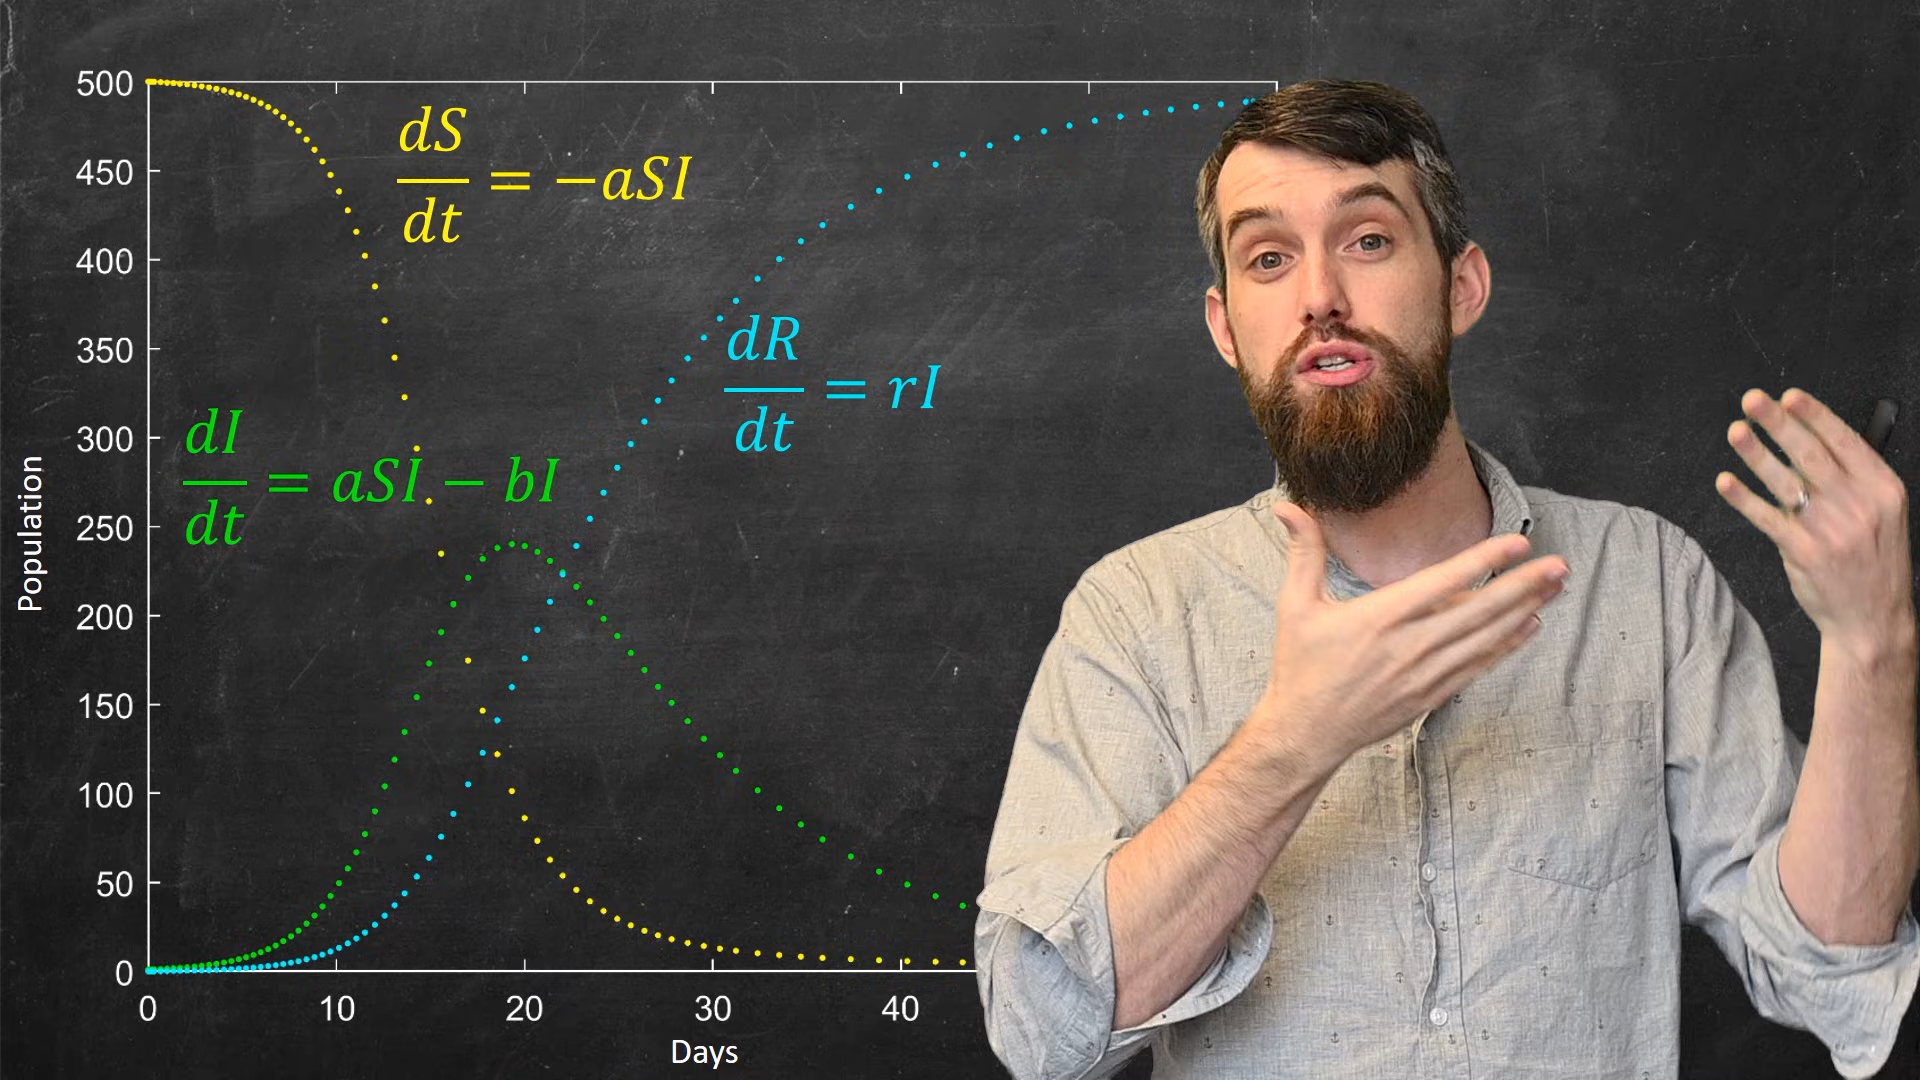 500
450
400
350
300
250
200
150
100
50
0
Population
0 10 20 30 40
Days
dS/dt = −aSI
dI/dt = aSI − bI
dR/dt = rI